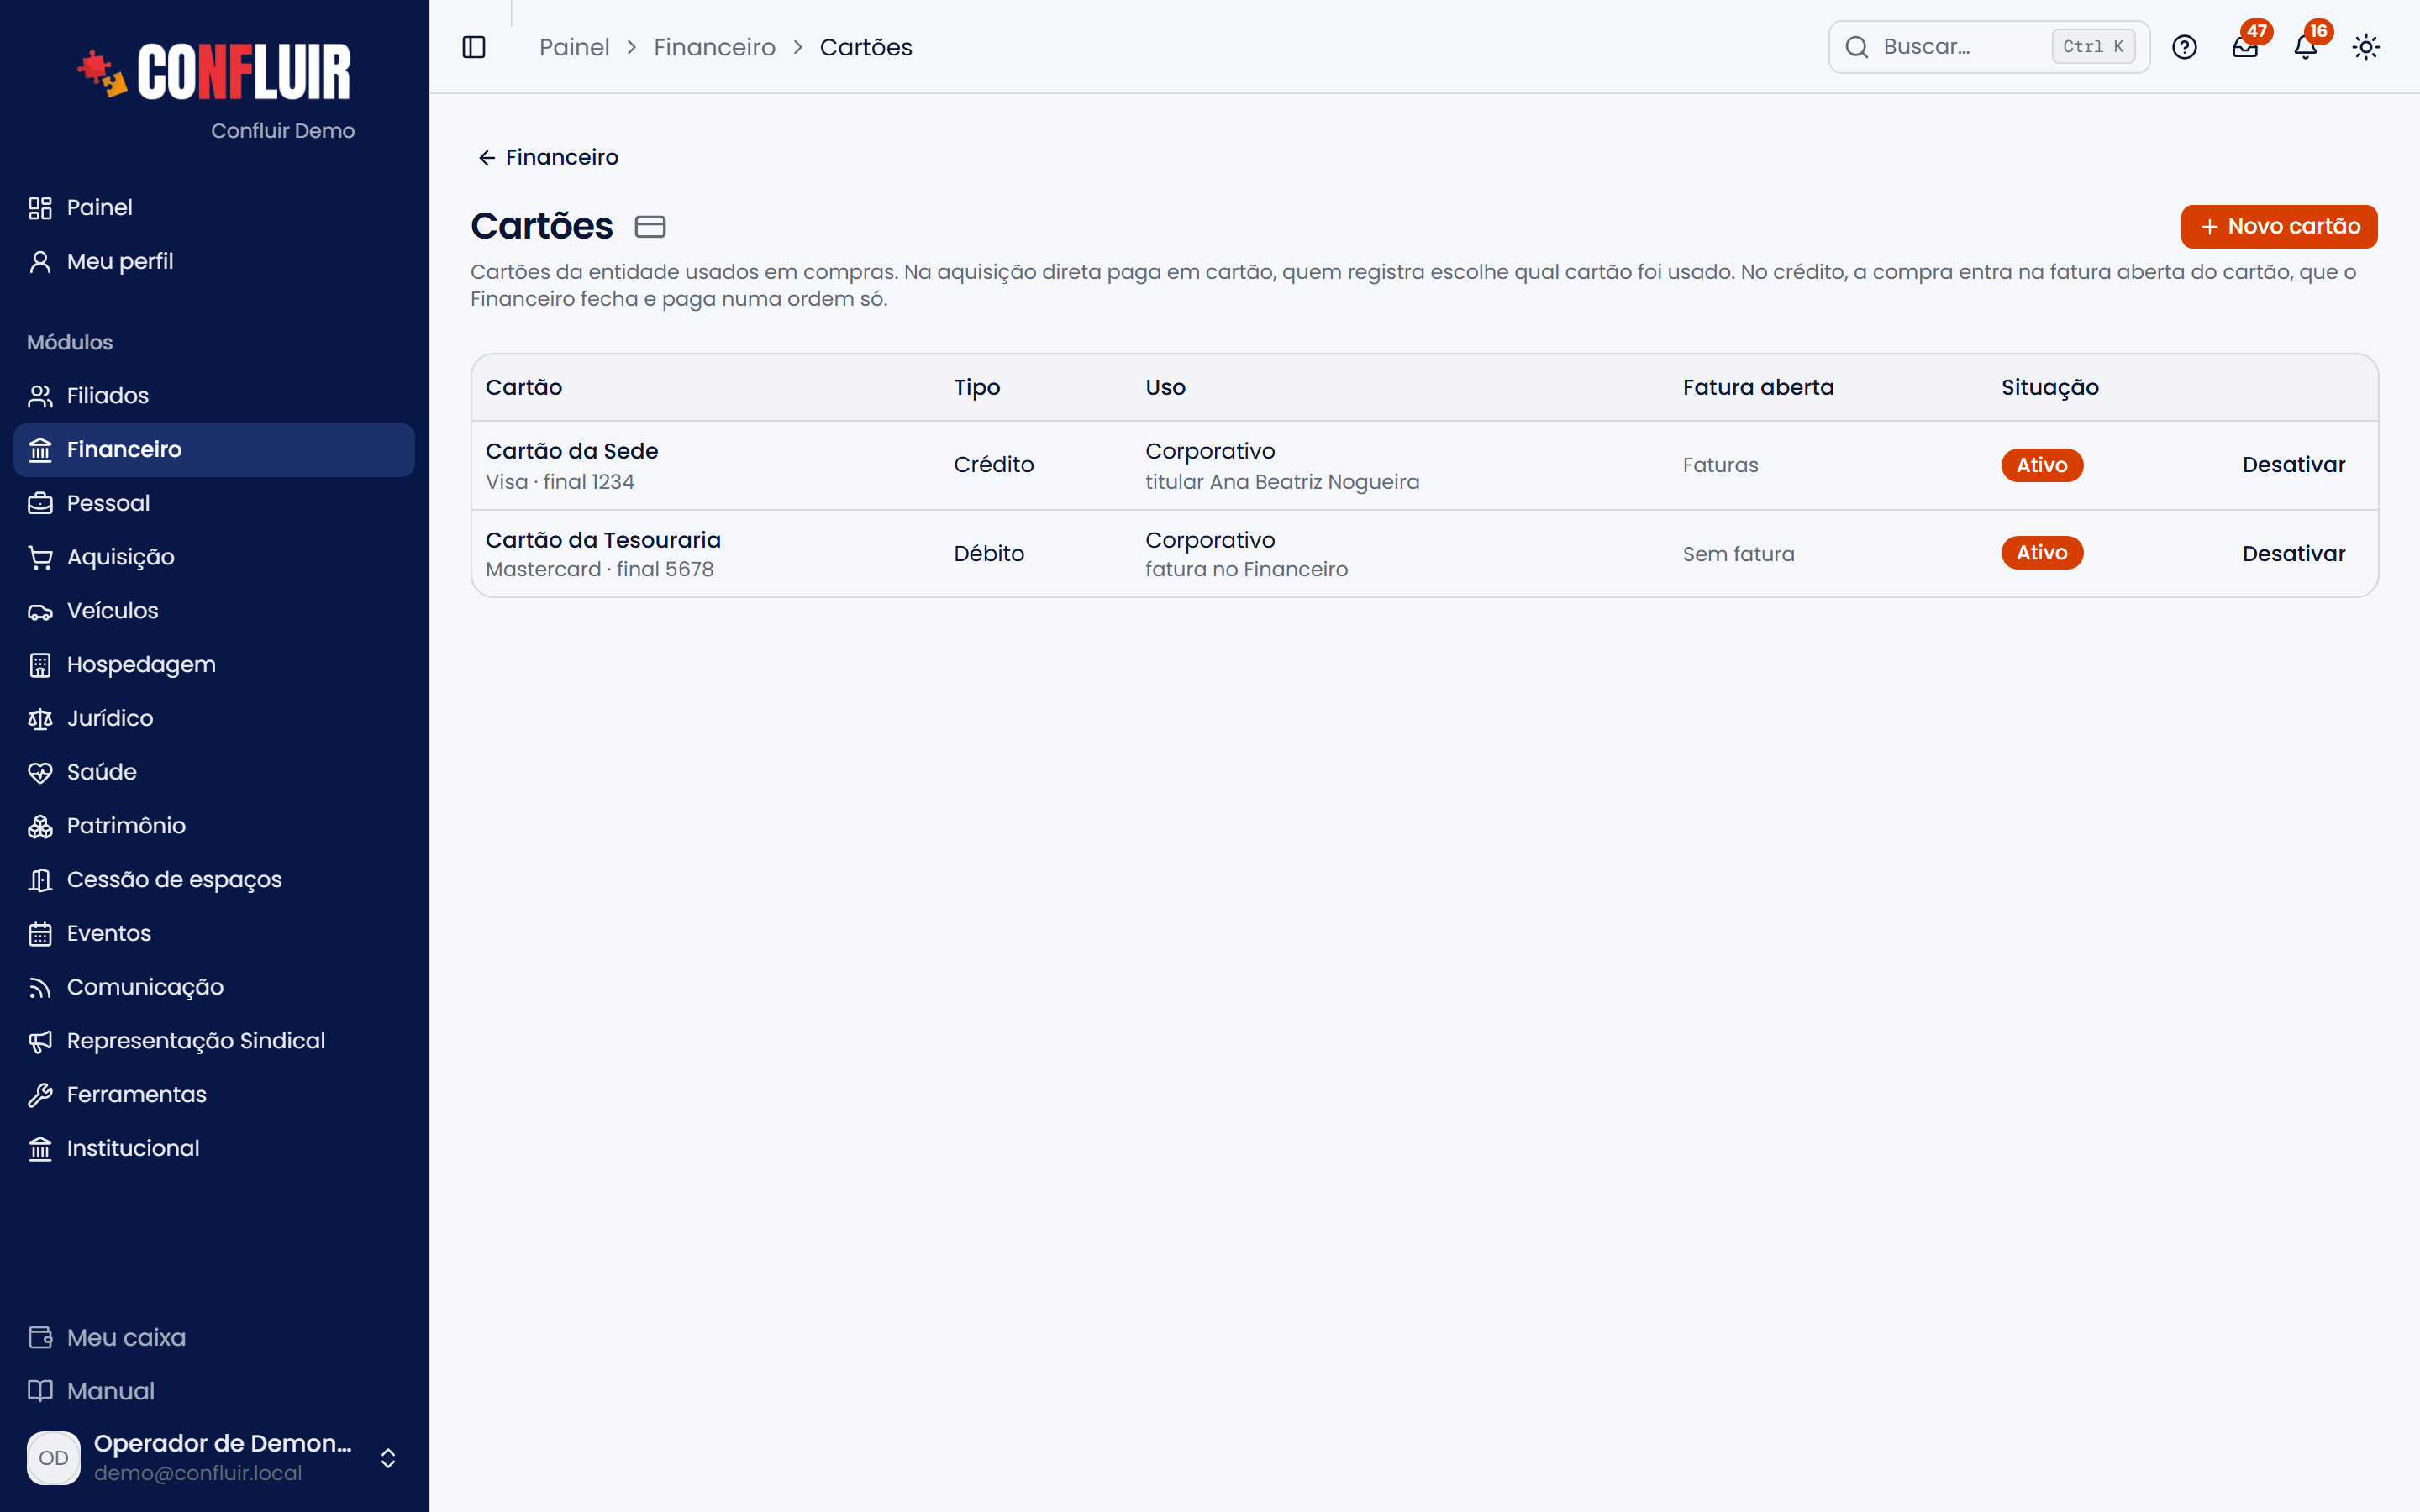 CONFLUIR
Confluir Demo
Painel
Meu perfil
Módulos
Filiados
Financeiro
Pessoal
Aquisição
Veículos
Hospedagem
Jurídico
Saúde
Patrimônio
Cessão de espaços
Eventos
Comunicação
Representação Sindical
Ferramentas
Institucional
Meu caixa
Manual
OD
Operador de Demon...
demo@confluir.local
Painel > Financeiro > Cartões
Buscar...
Ctrl K
47
16
← Financeiro
Cartões
+ Novo cartão
Cartões da entidade usados em compras. Na aquisição direta paga em cartão, quem registra escolhe qual cartão foi usado. No crédito, a compra entra na fatura aberta do cartão, que o
Financeiro fecha e paga numa ordem só.
Cartão Tipo Uso Fatura aberta Situação
Cartão da Sede
Visa · final 1234
Crédito
Corporativo
titular Ana Beatriz Nogueira
Faturas
Ativo
Desativar
Cartão da Tesouraria
Mastercard · final 5678
Débito
Corporativo
fatura no Financeiro
Sem fatura
Ativo
Desativar